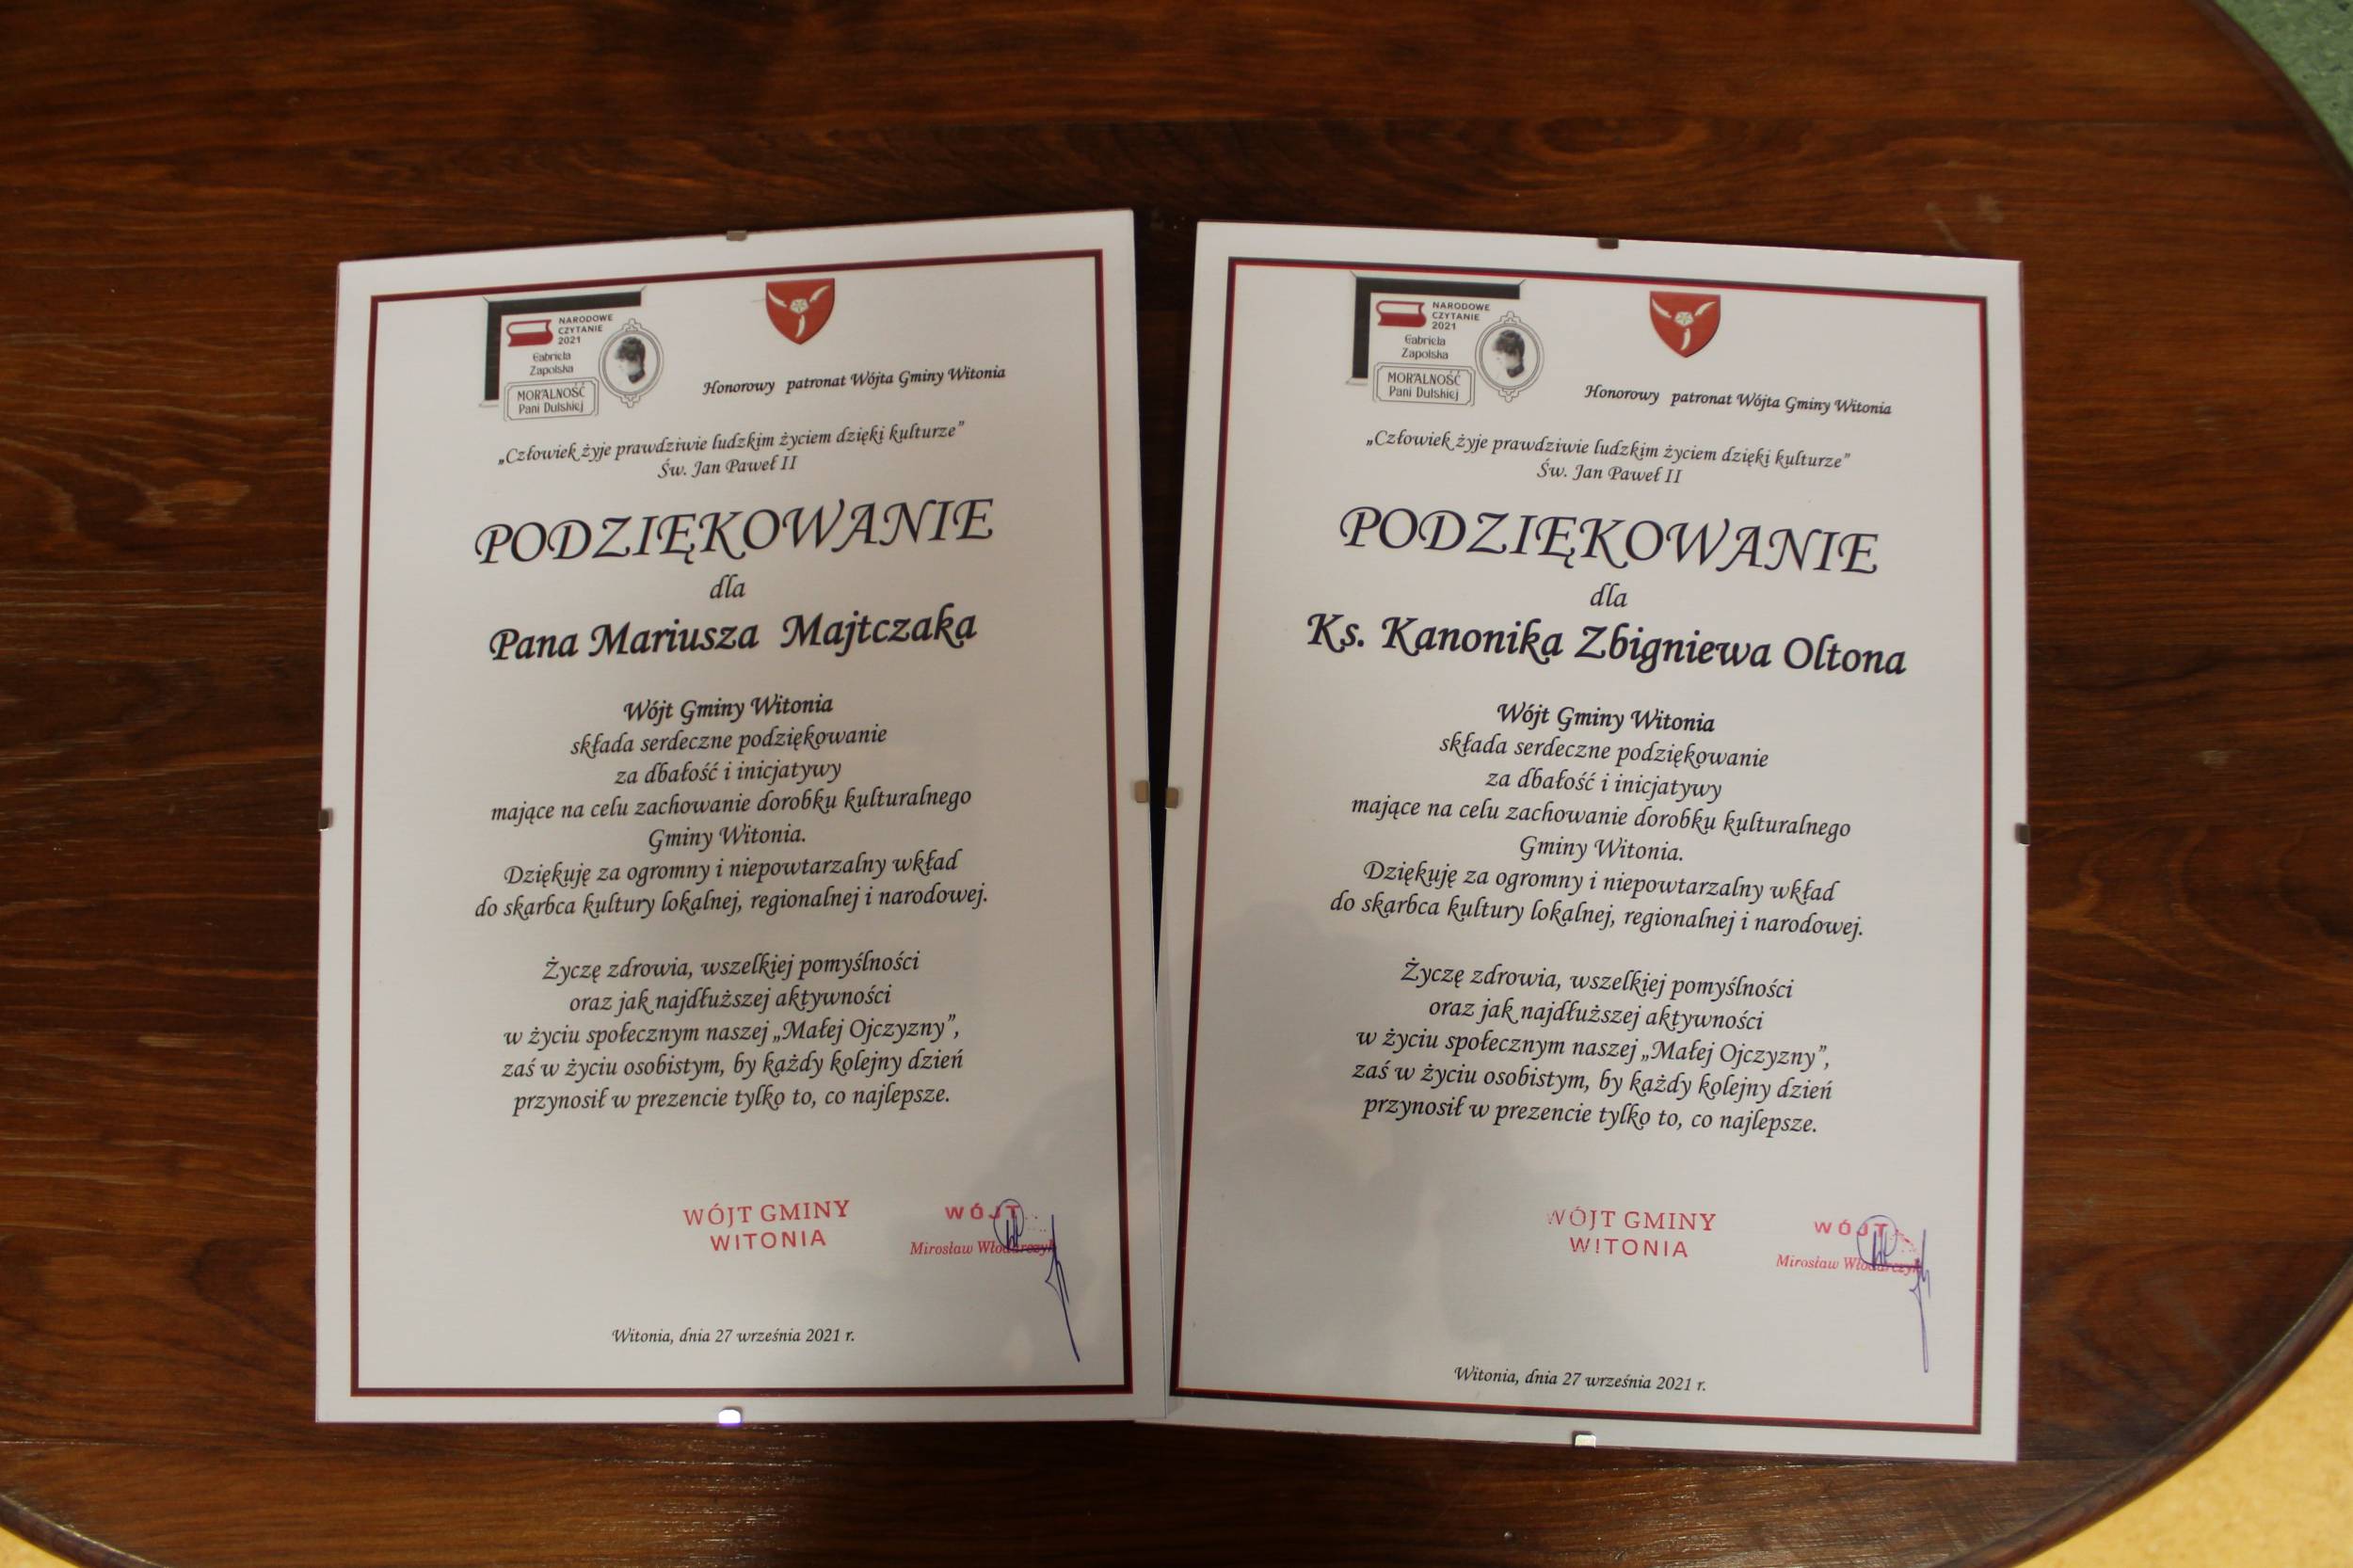 NARODOWE
CZYTANIE
2021
Gabriela
Zapolska
MORALNOŚĆ
Pani Dulskiej
Honorowy patronat Wójta Gminy Witonia
„Człowiek żyje prawdziwie ludzkim życiem dzięki kulturze”
Św. Jan Paweł II
PODZIĘKOWANIE
dla
Pana Mariusza Majtczaka
Wójt Gminy Witonia
składa serdeczne podziękowanie
za dbałość i inicjatywy
mające na celu zachowanie dorobku kulturalnego
Gminy Witonia.
Dziękuję za ogromny i niepowtarzalny wkład
do skarbca kultury lokalnej, regionalnej i narodowej.
Życzę zdrowia, wszelkiej pomyślności
oraz jak najdłuższej aktywności
w życiu społecznym naszej „Małej Ojczyzny”,
zaś w życiu osobistym, by każdy kolejny dzień
przynosił w prezencie tylko to, co najlepsze.
WÓJT GMINY
WITONIA
WÓJT
Mirosław Włodarczyk
Witonia, dnia 27 września 2021 r.
NARODOWE
CZYTANIE
2021
Gabriela
Zapolska
MORALNOŚĆ
Pani Dulskiej
Honorowy patronat Wójta Gminy Witonia
„Człowiek żyje prawdziwie ludzkim życiem dzięki kulturze”
Św. Jan Paweł II
PODZIĘKOWANIE
dla
Ks. Kanonika Zbigniewa Oltona
Wójt Gminy Witonia
składa serdeczne podziękowanie
za dbałość i inicjatywy
mające na celu zachowanie dorobku kulturalnego
Gminy Witonia.
Dziękuję za ogromny i niepowtarzalny wkład
do skarbca kultury lokalnej, regionalnej i narodowej.
Życzę zdrowia, wszelkiej pomyślności
oraz jak najdłuższej aktywności
w życiu społecznym naszej „Małej Ojczyzny”,
zaś w życiu osobistym, by każdy kolejny dzień
przynosił w prezencie tylko to, co najlepsze.
WÓJT GMINY
WITONIA
WÓJT
Mirosław Włodarczyk
Witonia, dnia 27 września 2021 r.